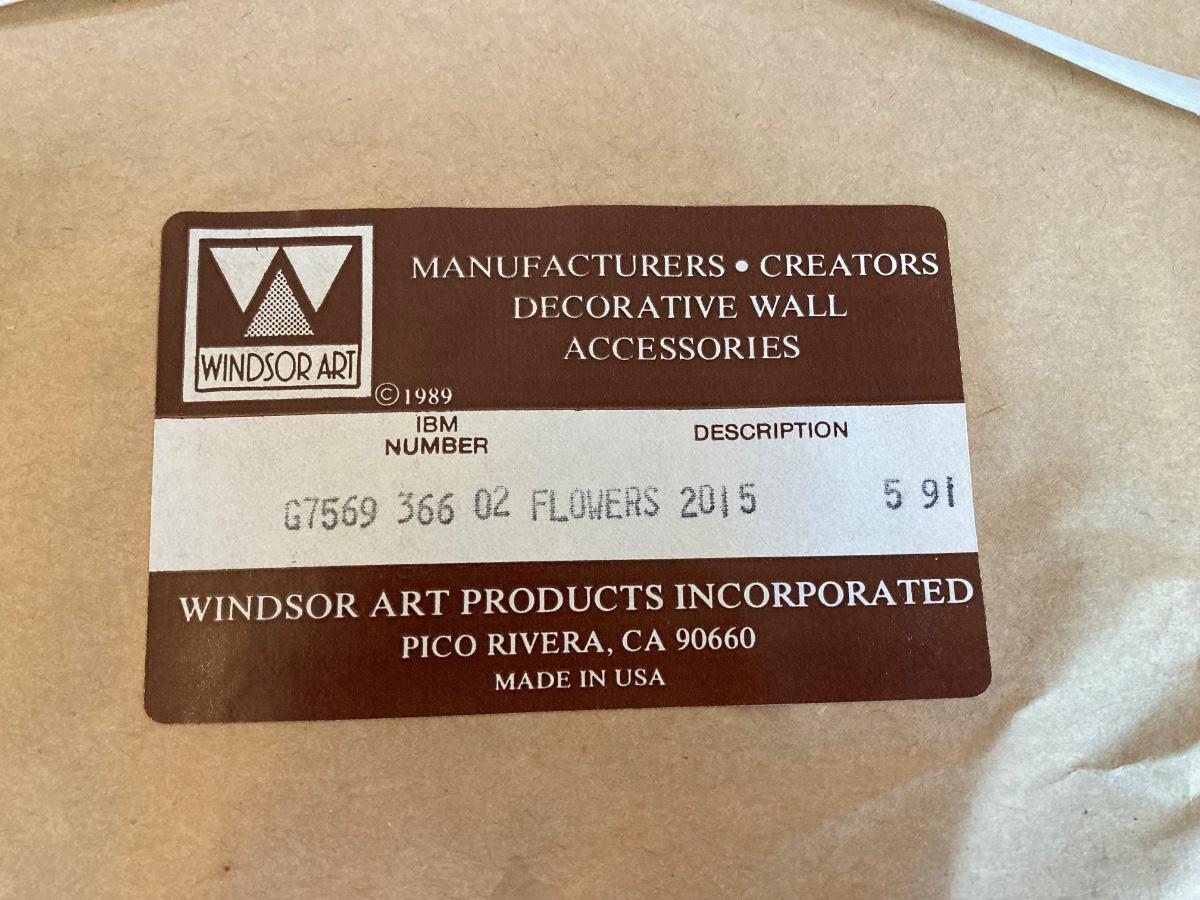 MANUFACTURERS • CREATORS
DECORATIVE WALL
ACCESSORIES
WINDSOR ART
©1989
IBM
NUMBER
DESCRIPTION
G7569 366 02 FLOWERS 2015 5 91
WINDSOR ART PRODUCTS INCORPORATED
PICO RIVERA, CA 90660
MADE IN USA